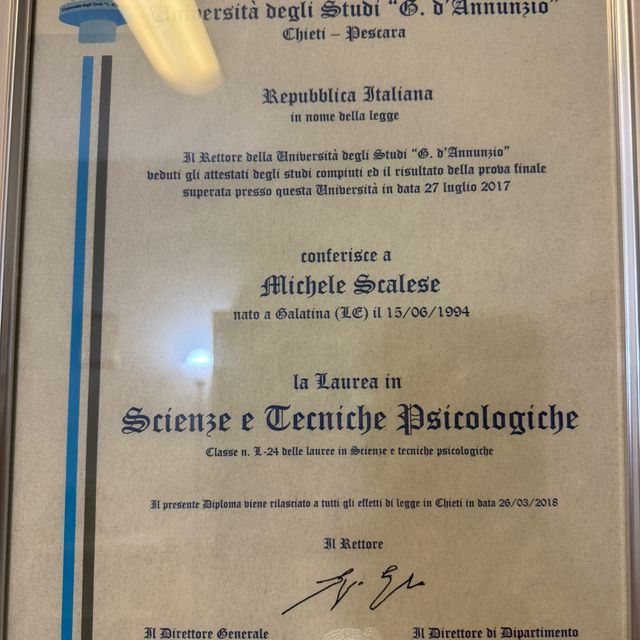 Università degli Studi "G. d'Annunzio"
Chieti – Pescara
Repubblica Italiana
in nome della legge
Il Rettore della Università degli Studi "G. d'Annunzio"
veduti gli attestati degli studi compiuti ed il risultato della prova finale
superata presso questa Università in data 27 luglio 2017
conferisce a
Michele Scalese
nato a Galatina (LE) il 15/06/1994
la Laurea in
Scienze e Tecniche Psicologiche
Classe n. L-24 delle lauree in Scienze e tecniche psicologiche
Il presente Diploma viene rilasciato a tutti gli effetti di legge in Chieti in data 26/03/2018
Il Rettore
Il Direttore Generale
Il Direttore di Dipartimento